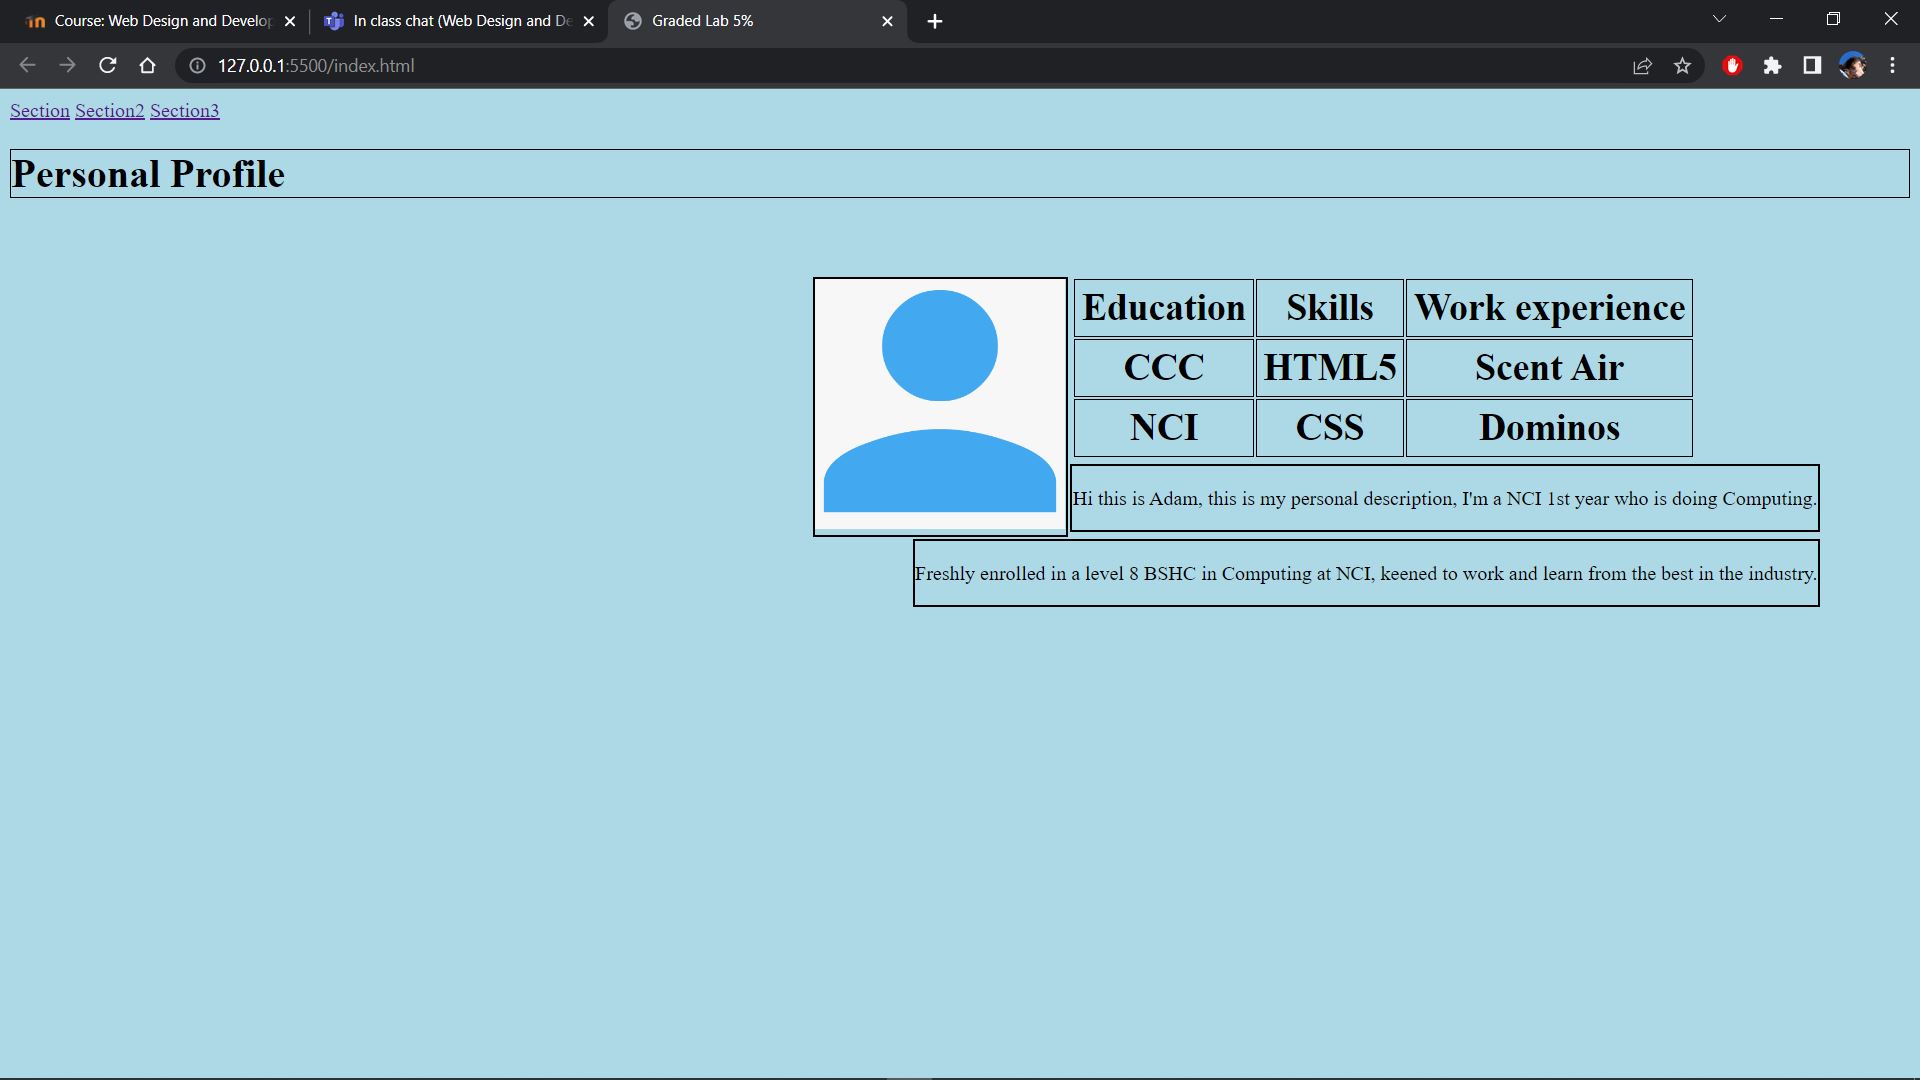 Course: Web Design and Develop
In class chat (Web Design and De
Graded Lab 5%
127.0.0.1:5500/index.html
Section Section2 Section3
Personal Profile
Education Skills Work experience
CCC HTML5 Scent Air
NCI CSS Dominos
Hi this is Adam, this is my personal description, I'm a NCI 1st year who is doing Computing.
Freshly enrolled in a level 8 BSHC in Computing at NCI, keened to work and learn from the best in the industry.